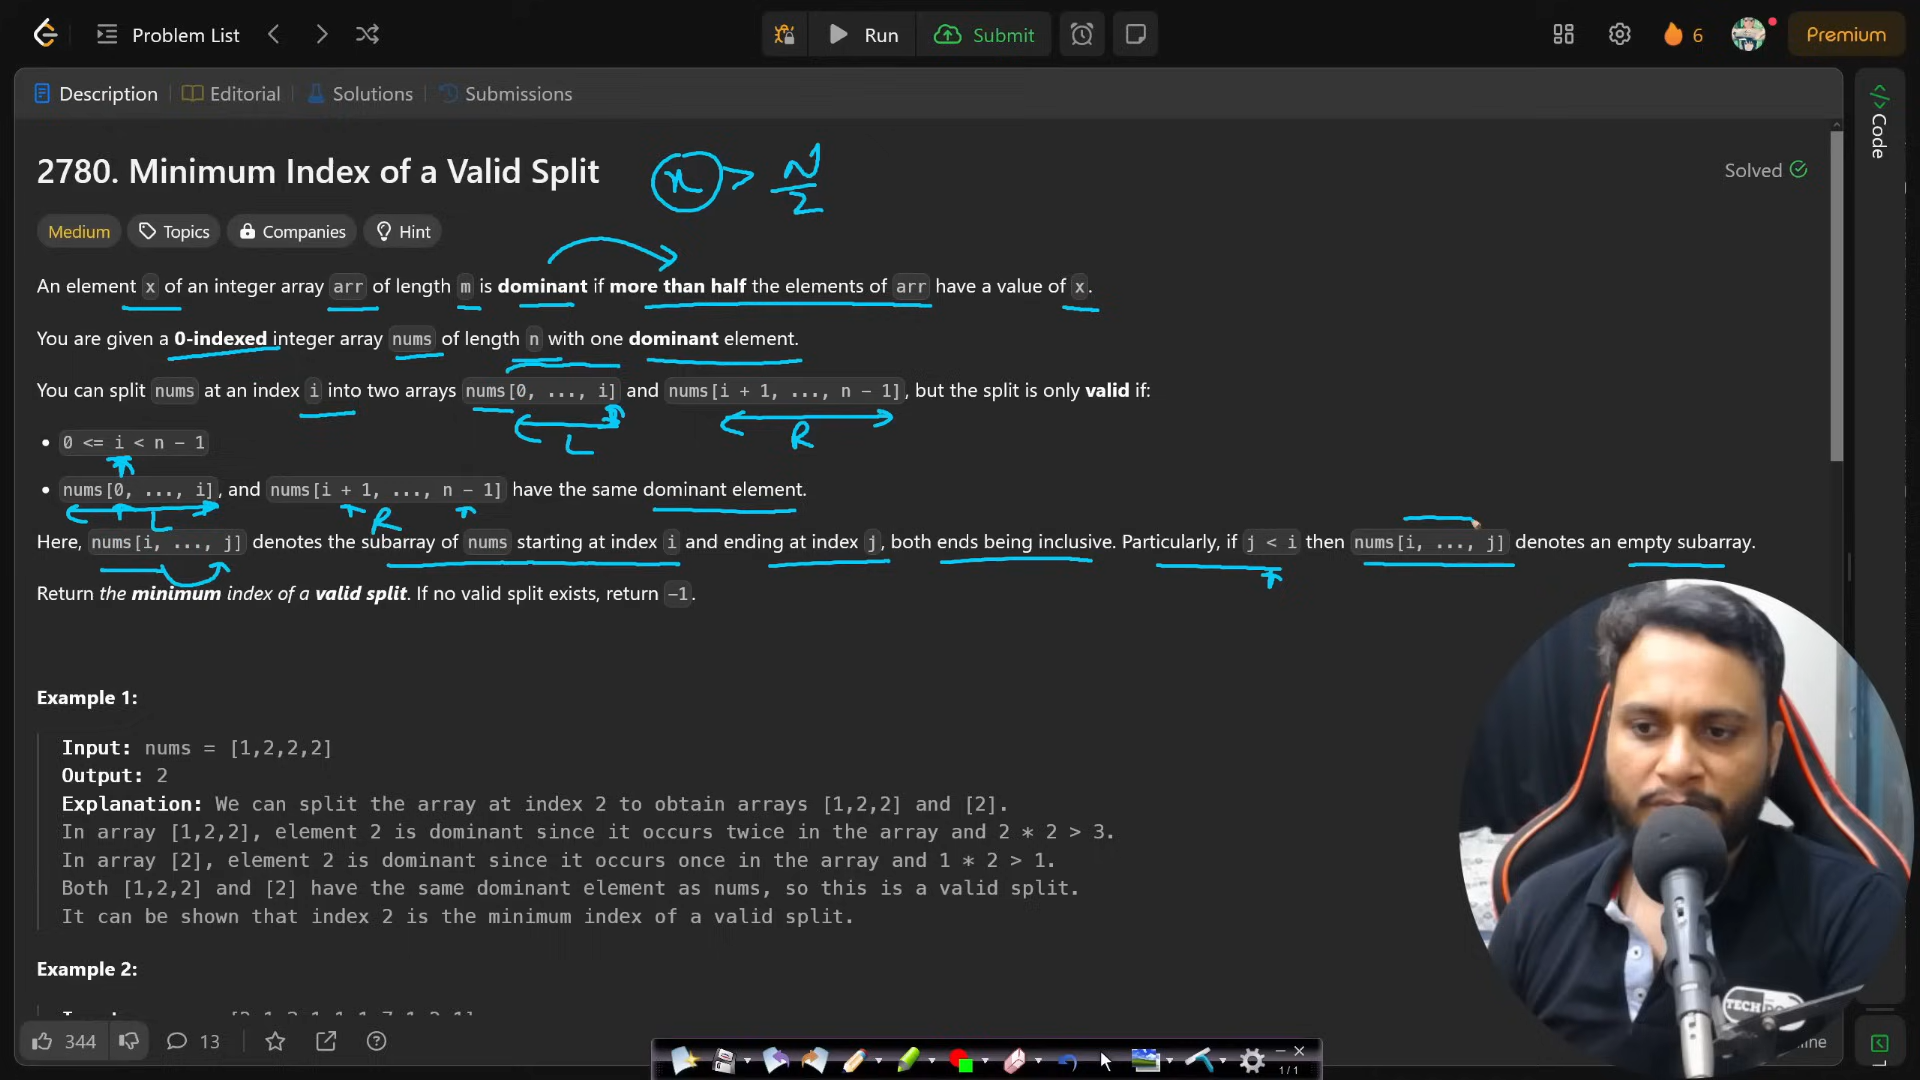 Problem List
Run
Submit
6
Premium
Description
Editorial
Solutions
Submissions
Code
2780. Minimum Index of a Valid Split
x > N/2
Solved
Medium
Topics
Companies
Hint
An element x of an integer array arr of length m is dominant if more than half the elements of arr have a value of x.
You are given a 0-indexed integer array nums of length n with one dominant element.
You can split nums at an index i into two arrays nums[0, ..., i] and nums[i + 1, ..., n - 1], but the split is only valid if:
L
R
• 0 <= i < n - 1
• nums[0, ..., i], and nums[i + 1, ..., n - 1] have the same dominant element.
L
R
Here, nums[i, ..., j] denotes the subarray of nums starting at index i and ending at index j, both ends being inclusive. Particularly, if j < i then nums[i, ..., j] denotes an empty subarray.
Return the minimum index of a valid split. If no valid split exists, return -1.
Example 1:
Input: nums = [1,2,2,2]
Output: 2
Explanation: We can split the array at index 2 to obtain arrays [1,2,2] and [2].
In array [1,2,2], element 2 is dominant since it occurs twice in the array and 2 * 2 > 3.
In array [2], element 2 is dominant since it occurs once in the array and 1 * 2 > 1.
Both [1,2,2] and [2] have the same dominant element as nums, so this is a valid split.
It can be shown that index 2 is the minimum index of a valid split.
Example 2:
344
13
1/1